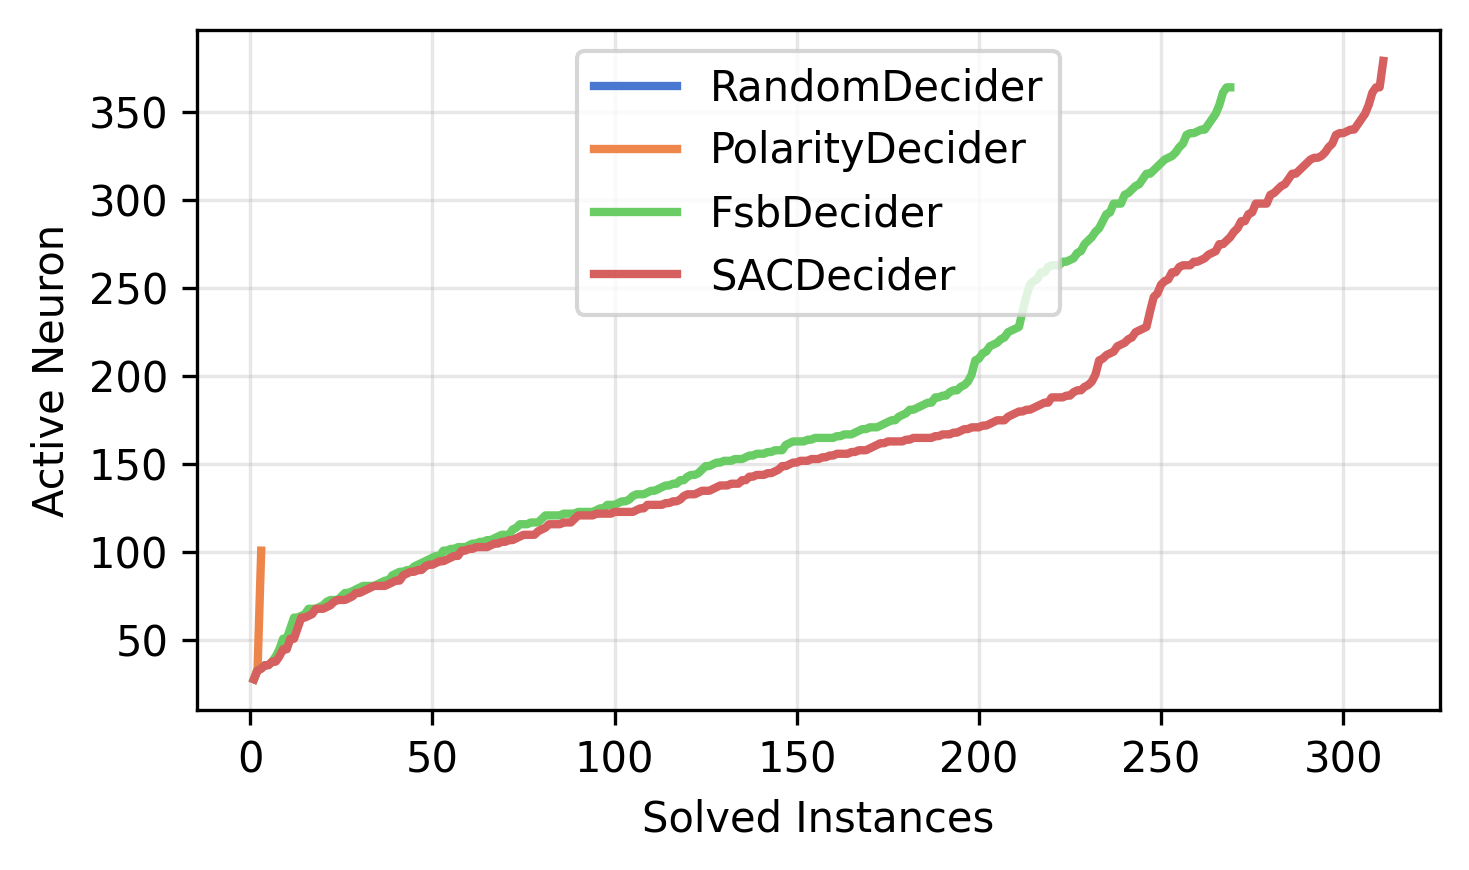 RandomDecider
PolarityDecider
FsbDecider
SACDecider
350
300
250
200
150
100
50
Active Neuron
0 50 100 150 200 250 300
Solved Instances